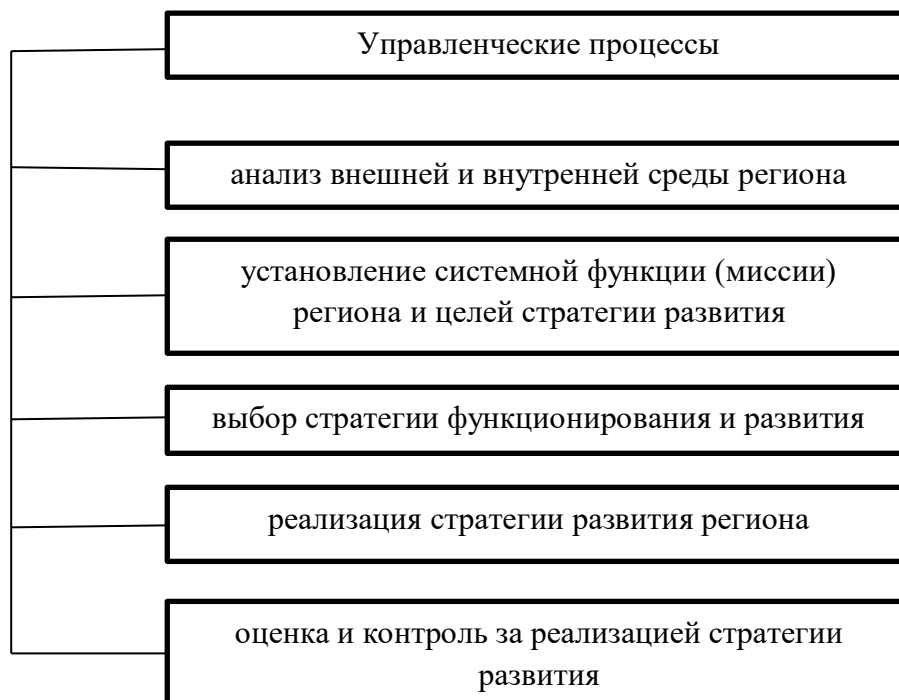 Управленческие процессы
анализ внешней и внутренней среды региона
установление системной функции (миссии)
региона и целей стратегии развития
выбор стратегии функционирования и развития
реализация стратегии развития региона
оценка и контроль за реализацией стратегии
развития